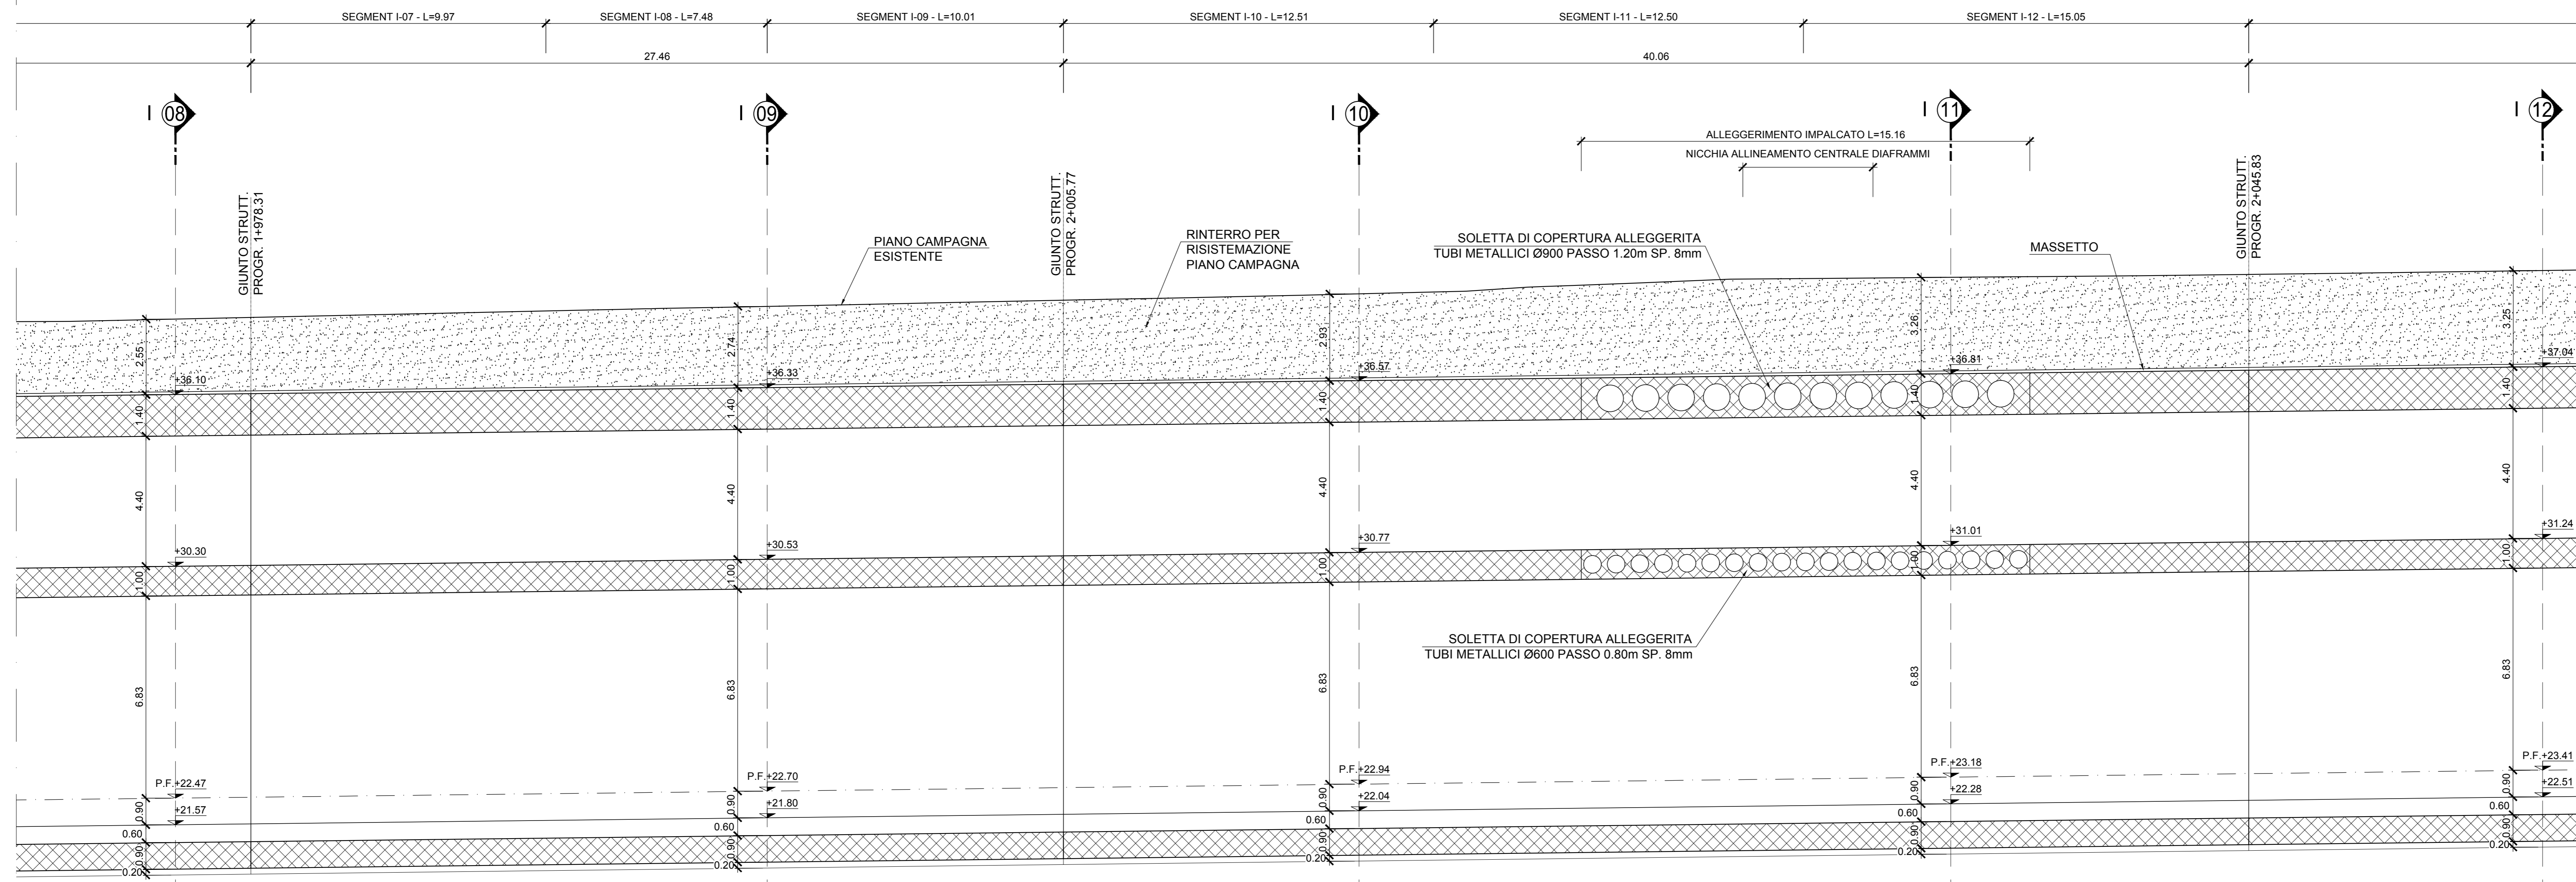 SEGMENT I-07 - L=9.97
SEGMENT I-08 - L=7.48
SEGMENT I-09 - L=10.01
SEGMENT I-10 - L=12.51
SEGMENT I-11 - L=12.50
SEGMENT I-12 - L=15.05
27.46
40.06
I 08
I 09
I 10
I 11
I 12
ALLEGGERIMENTO IMPALCATO L=15.16
NICCHIA ALLINEAMENTO CENTRALE DIAFRAMMI
GIUNTO STRUTT.
PROGR. 1+978.31
GIUNTO STRUTT.
PROGR. 2+005.77
GIUNTO STRUTT.
PROGR. 2+045.83
PIANO CAMPAGNA
ESISTENTE
RINTERRO PER
RISISTEMAZIONE
PIANO CAMPAGNA
SOLETTA DI COPERTURA ALLEGGERITA
TUBI METALLICI Ø900 PASSO 1.20m SP. 8mm
MASSETTO
2.55
2.74
2.93
3.26
3.25
+36.10
+36.33
+36.57
+36.81
+37.04
1.40
1.40
1.40
1.40
1.40
4.40
4.40
4.40
4.40
4.40
+30.30
+30.53
+30.77
+31.01
+31.24
1.00
1.00
1.00
1.00
1.00
SOLETTA DI COPERTURA ALLEGGERITA
TUBI METALLICI Ø600 PASSO 0.80m SP. 8mm
6.83
6.83
6.83
6.83
6.83
P.F.+22.47
P.F.+22.70
P.F.+22.94
P.F.+23.18
P.F.+23.41
0.90
0.90
0.90
0.90
0.90
+21.57
+21.80
+22.04
+22.28
+22.51
0.60
0.60
0.60
0.60
0.60
0.90
0.90
0.90
0.90
0.90
0.20
0.20
0.20
0.20
0.20